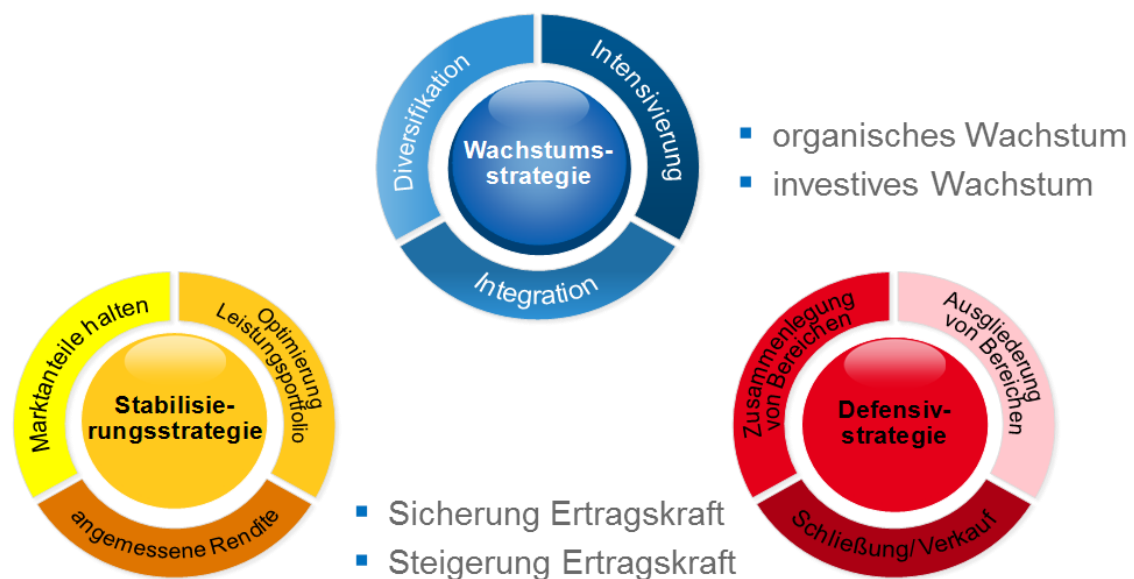 Diversifikation
Intensivierung
Wachstums-
strategie
Integration
▪ organisches Wachstum
▪ investives Wachstum
Marktanteile halten
Optimierung
Leistungsportfolio
Stabilisie-
rungsstrategie
angemessene Rendite
▪ Sicherung Ertragskraft
▪ Steigerung Ertragskraft
Zusammenlegung
von Bereichen
Ausgliederung
von Bereichen
Defensiv-
strategie
Schließung/ Verkauf